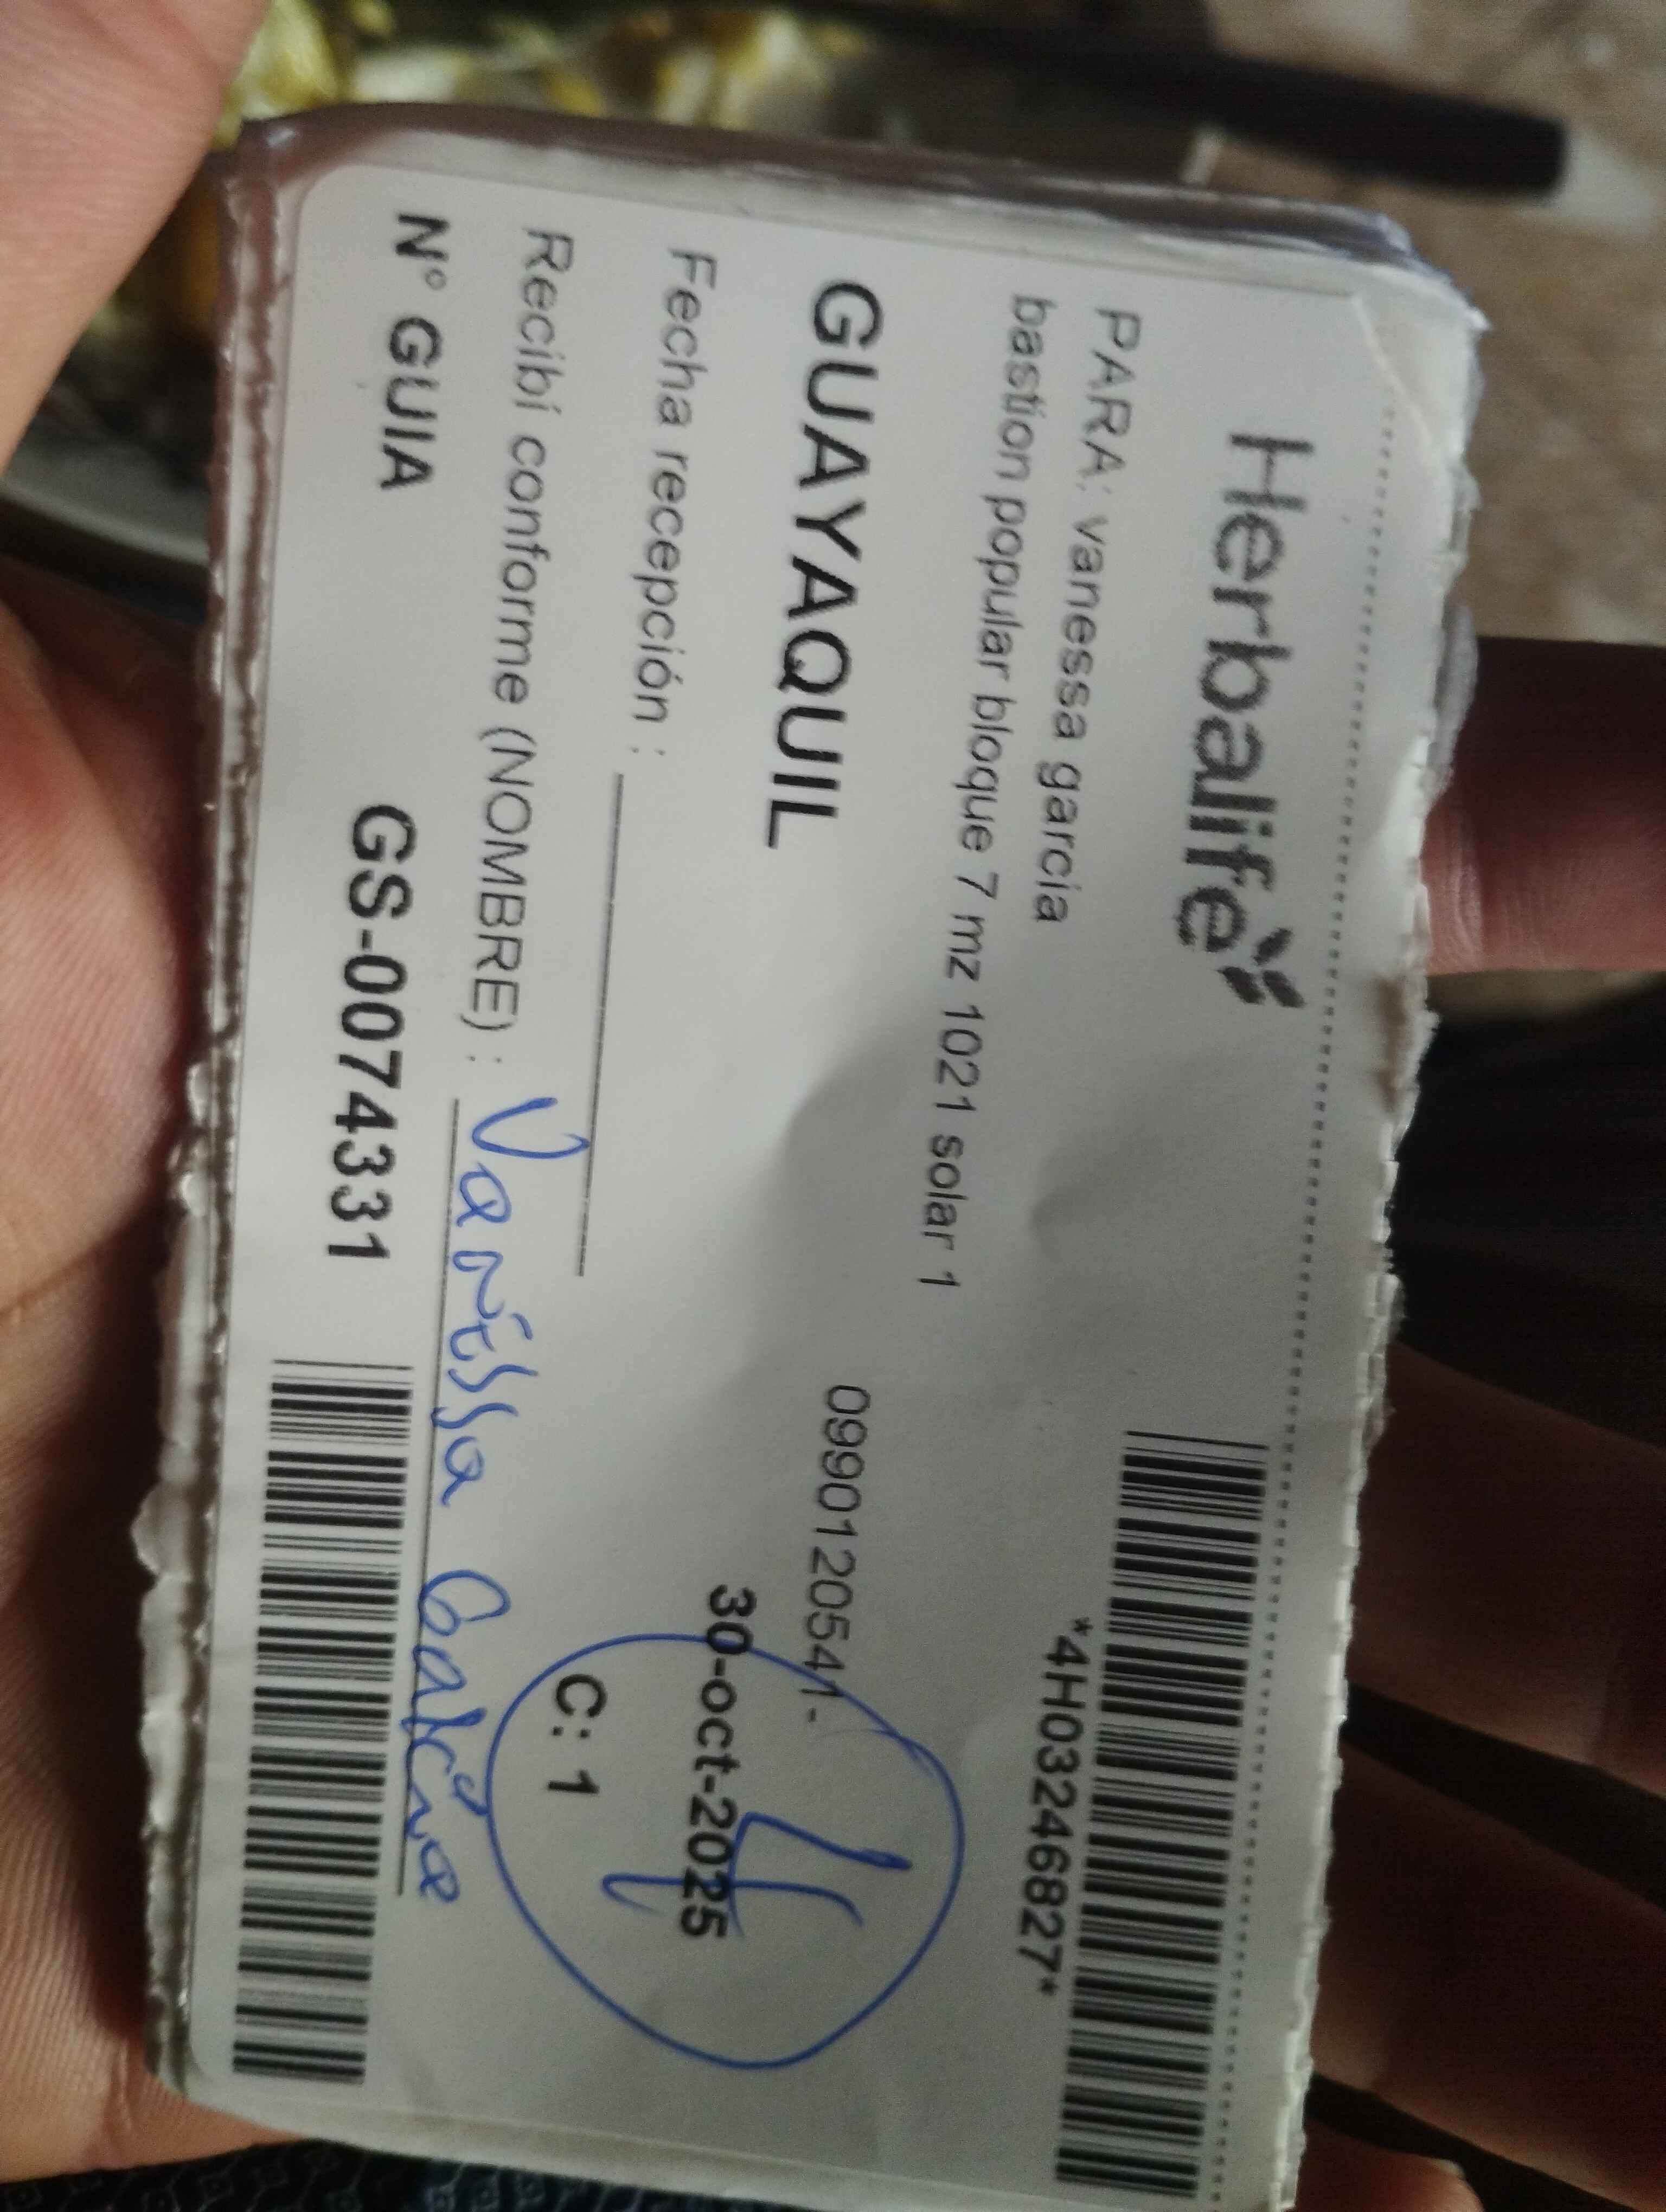 Herbalife
*4H03246827*
PARA: vanessa garcia
bastion popular bloque 7 mz 1021 solar 1
GUAYAQUIL
0990120541-
30-oct-2025
Fecha recepción :
C: 1
4
Recibí conforme (NOMBRE) : Vanessa Garcia
N° GUIA GS-0074331